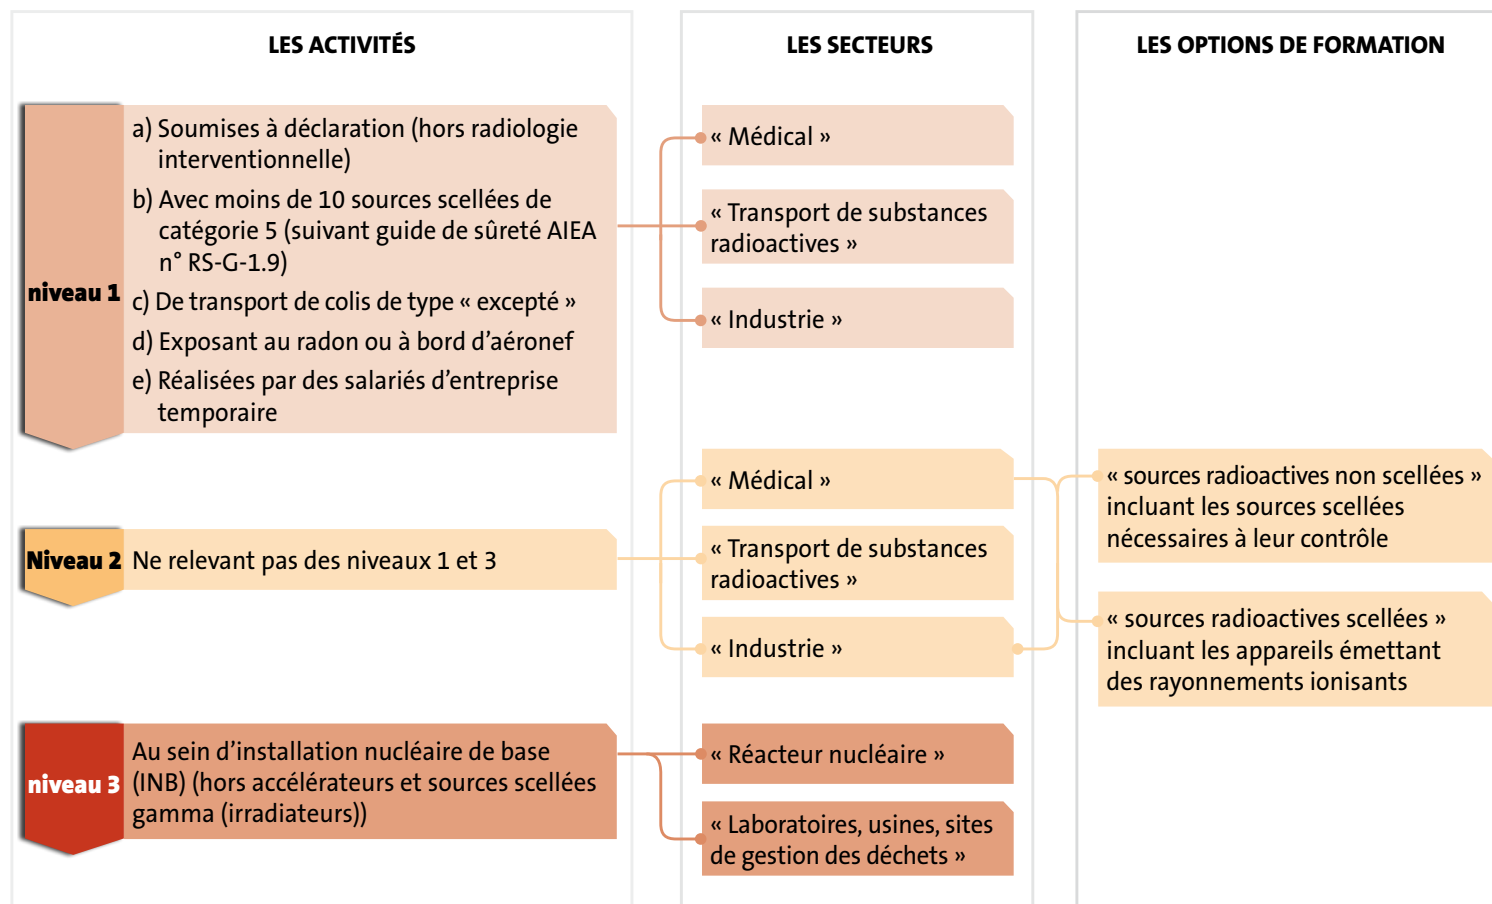 LES ACTIVITÉS
LES SECTEURS
LES OPTIONS DE FORMATION
niveau 1
a) Soumises à déclaration (hors radiologie
interventionnelle)
b) Avec moins de 10 sources scellées de
catégorie 5 (suivant guide de sûreté AIEA
n° RS-G-1.9)
c) De transport de colis de type « excepté »
d) Exposant au radon ou à bord d’aéronef
e) Réalisées par des salariés d’entreprise
temporaire
« Médical »
« Transport de substances
radioactives »
« Industrie »
Niveau 2
Ne relevant pas des niveaux 1 et 3
« Médical »
« Transport de substances
radioactives »
« Industrie »
« sources radioactives non scellées »
incluant les sources scellées
nécessaires à leur contrôle
« sources radioactives scellées »
incluant les appareils émettant
des rayonnements ionisants
niveau 3
Au sein d’installation nucléaire de base
(INB) (hors accélérateurs et sources scellées
gamma (irradiateurs))
« Réacteur nucléaire »
« Laboratoires, usines, sites
de gestion des déchets »